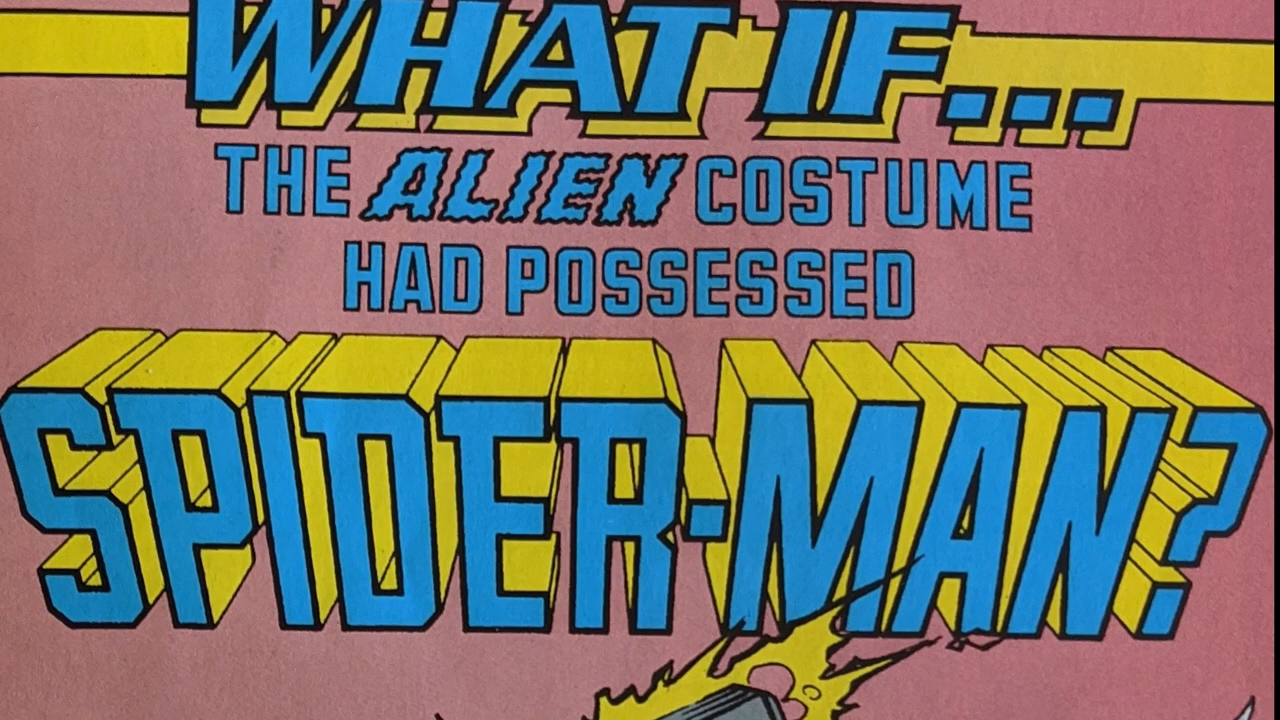 WHAT IF...
THE ALIEN COSTUME
HAD POSSESSED
SPIDER-MAN?